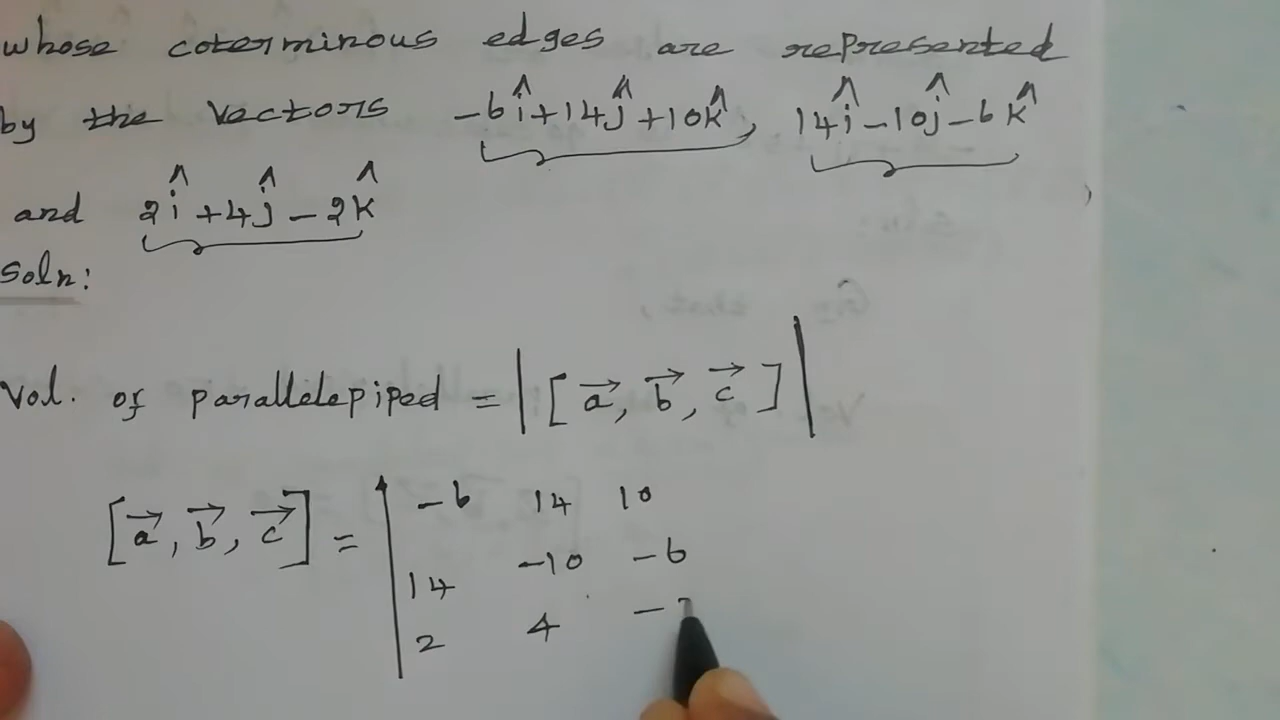 whose coterminous edges are represented
by the vectors -6î+14ĵ+10k̂, 14î-10ĵ-6k̂
and 2î+4ĵ-2k̂
Soln:
Vol. of parallelepiped = |[a⃗, b⃗, c⃗]|
[a⃗, b⃗, c⃗] = | -6 14 10
14 -10 -6
2 4 -